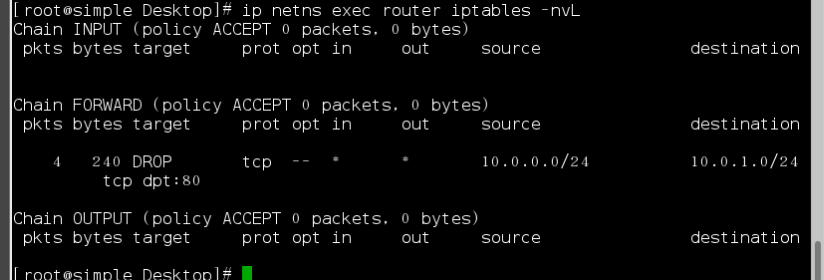 [root@simple Desktop]# ip netns exec router iptables -nvL
Chain INPUT (policy ACCEPT 0 packets, 0 bytes)
pkts bytes target prot opt in out source destination
Chain FORWARD (policy ACCEPT 0 packets, 0 bytes)
pkts bytes target prot opt in out source destination
4 240 DROP tcp -- * * 10.0.0.0/24 10.0.1.0/24
tcp dpt:80
Chain OUTPUT (policy ACCEPT 0 packets, 0 bytes)
pkts bytes target prot opt in out source destination
[root@simple Desktop]#